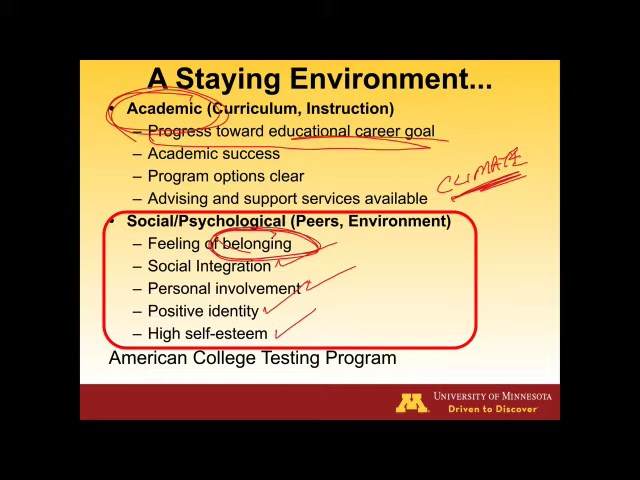 A Staying Environment...
• Academic (Curriculum, Instruction)
– Progress toward educational career goal
– Academic success
– Program options clear
– Advising and support services available
CLIMATE
• Social/Psychological (Peers, Environment)
– Feeling of belonging
– Social Integration
– Personal involvement
– Positive identity
– High self-esteem
American College Testing Program
M UNIVERSITY OF MINNESOTA
Driven to Discover